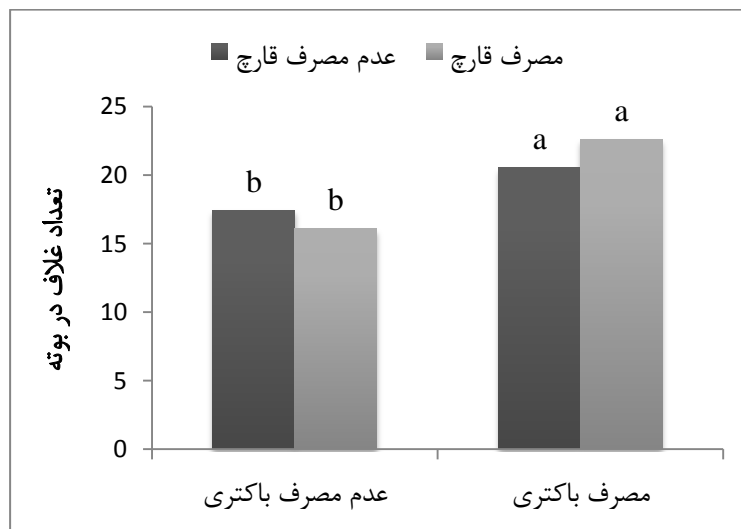 عدم مصرف قارچ
مصرف قارچ
تعداد غلاف در بوته
25
20
15
10
5
0
b
b
a
a
عدم مصرف باکتری
مصرف باکتری